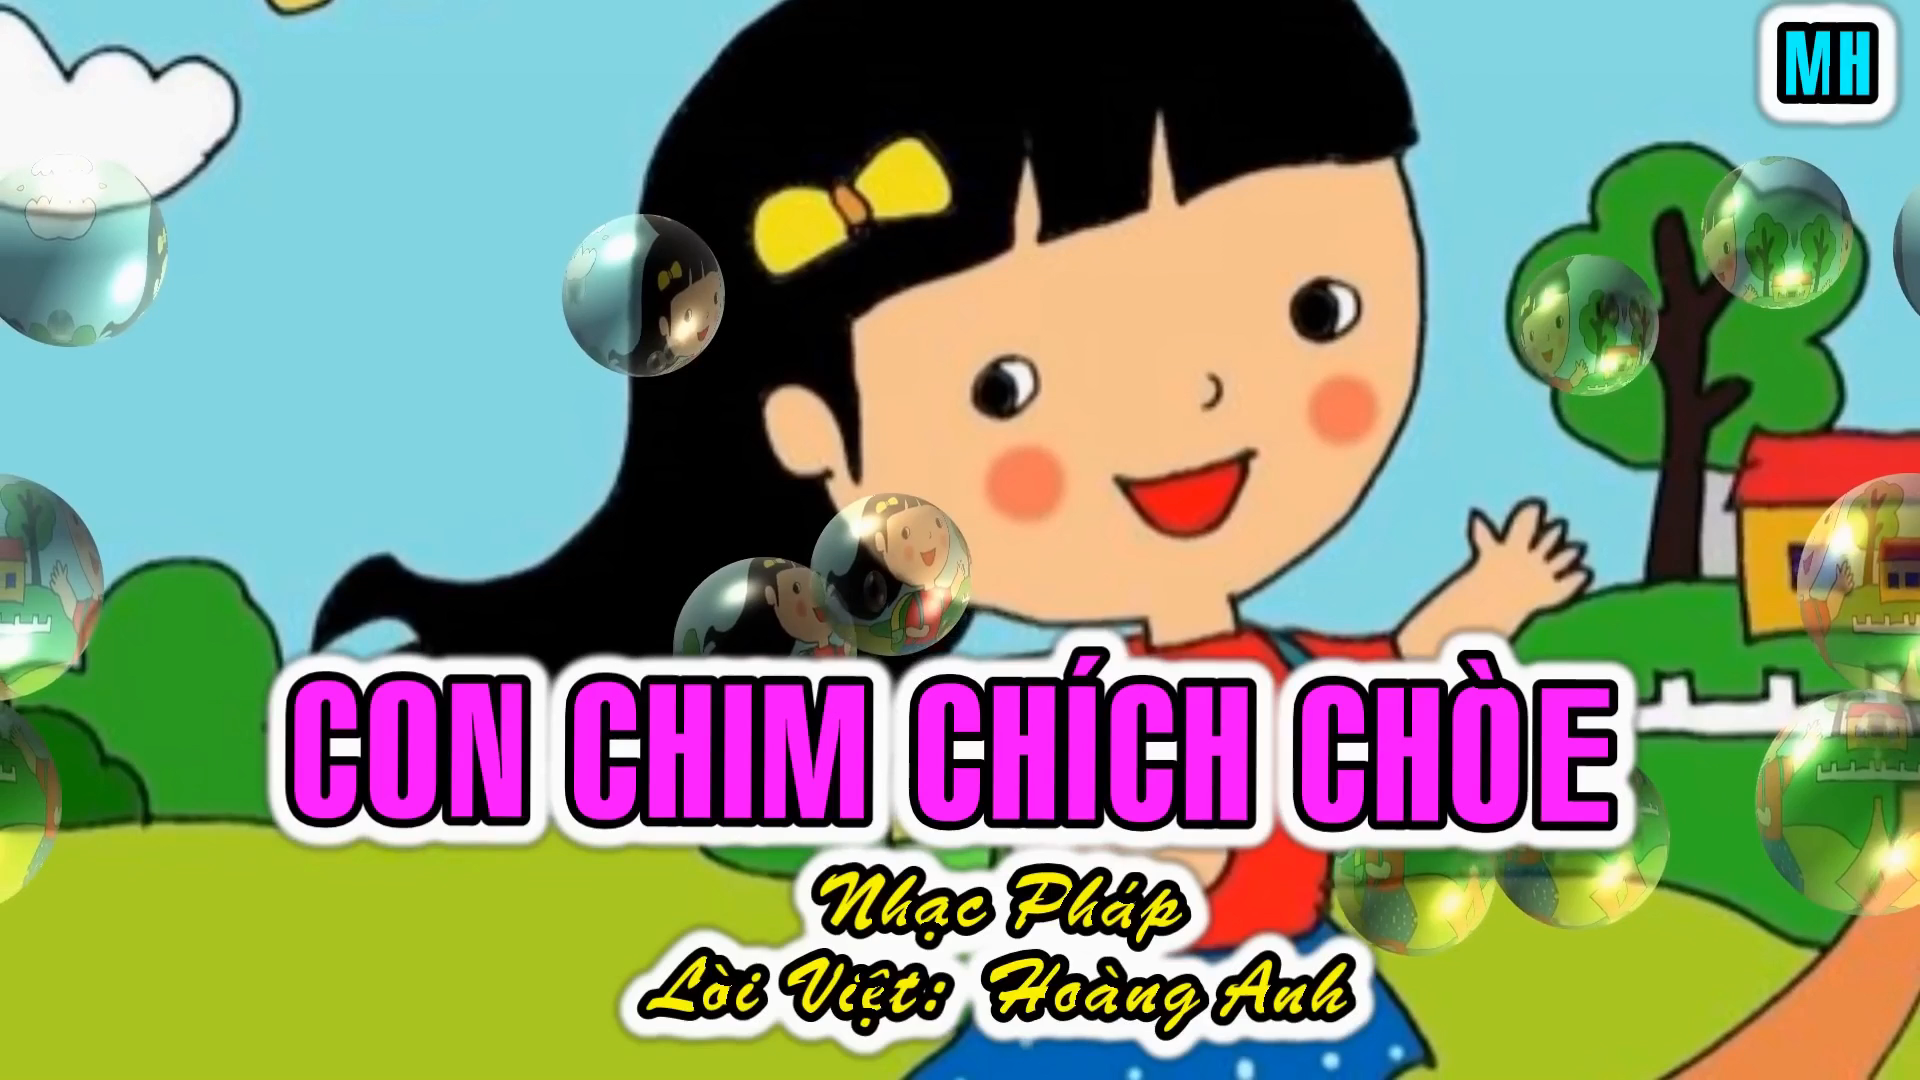 MH
CON CHIM CHÍCH CHÒE
Nhạc Pháp
Lời Việt: Hoàng Anh